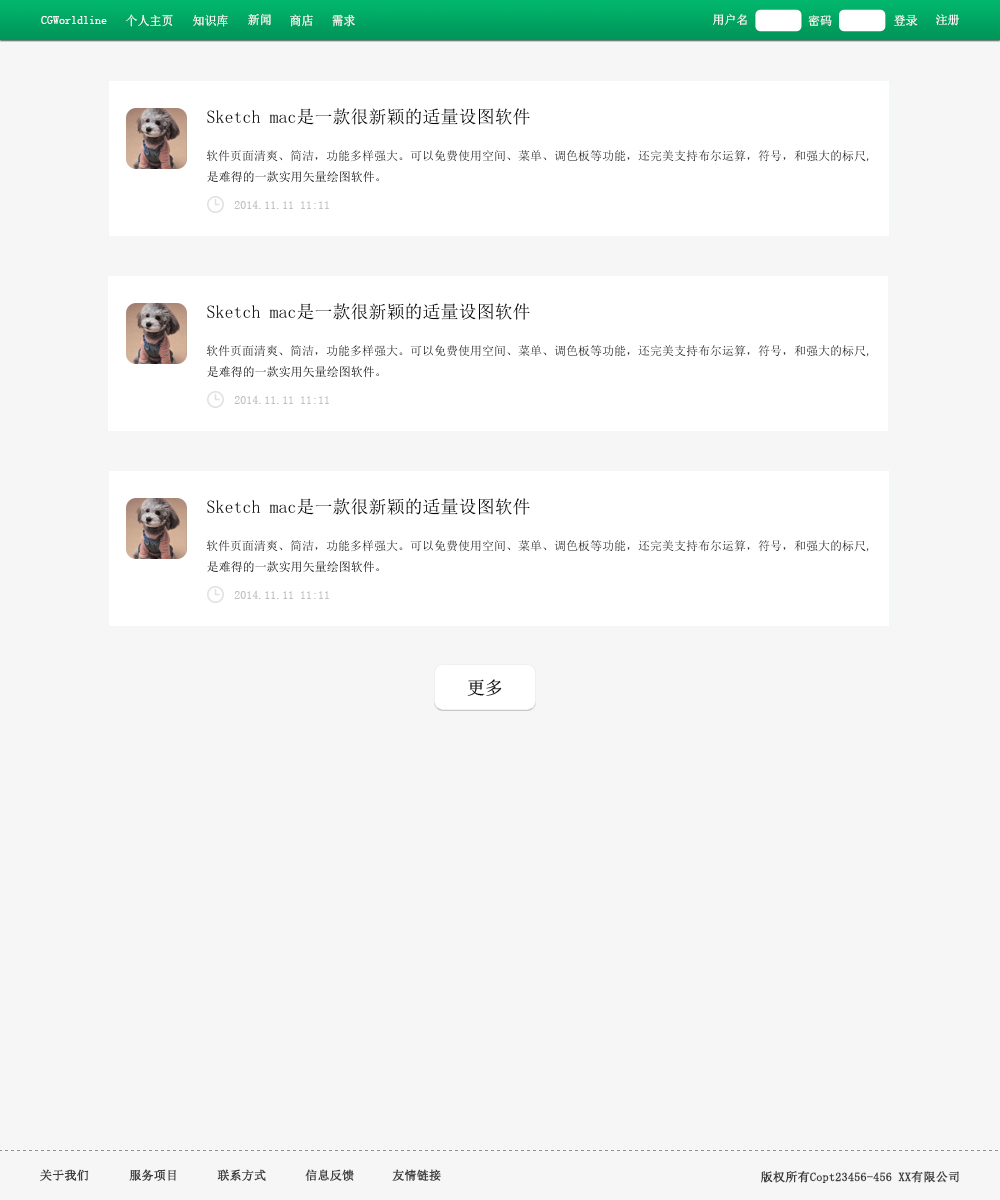 CGWorldline 个人主页 知识库 新闻 商店 需求 用户名 密码 登录 注册
Sketch mac是一款很新颖的适量设图软件
软件页面清爽、简洁，功能多样强大。可以免费使用空间、菜单、调色板等功能，还完美支持布尔运算，符号，和强大的标尺，
是难得的一款实用矢量绘图软件。
2014.11.11 11:11
Sketch mac是一款很新颖的适量设图软件
软件页面清爽、简洁，功能多样强大。可以免费使用空间、菜单、调色板等功能，还完美支持布尔运算，符号，和强大的标尺，
是难得的一款实用矢量绘图软件。
2014.11.11 11:11
Sketch mac是一款很新颖的适量设图软件
软件页面清爽、简洁，功能多样强大。可以免费使用空间、菜单、调色板等功能，还完美支持布尔运算，符号，和强大的标尺，
是难得的一款实用矢量绘图软件。
2014.11.11 11:11
更多
关于我们 服务项目 联系方式 信息反馈 友情链接 版权所有Copt23456-456 XX有限公司